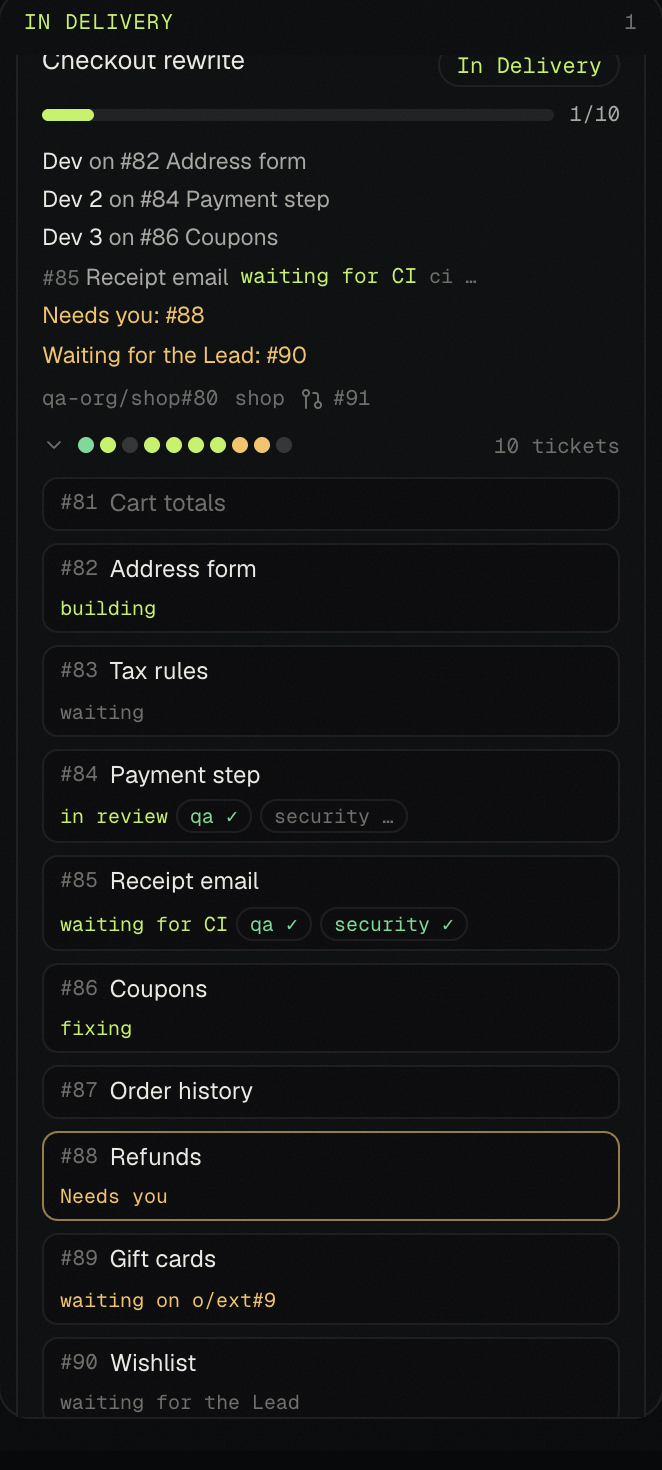 IN DELIVERY 1
Checkout rewrite In Delivery
1/10
Dev on #82 Address form
Dev 2 on #84 Payment step
Dev 3 on #86 Coupons
#85 Receipt email waiting for CI ci …
Needs you: #88
Waiting for the Lead: #90
qa-org/shop#80 shop #91
10 tickets
#81 Cart totals
#82 Address form
building
#83 Tax rules
waiting
#84 Payment step
in review qa ✓ security …
#85 Receipt email
waiting for CI qa ✓ security ✓
#86 Coupons
fixing
#87 Order history
#88 Refunds
Needs you
#89 Gift cards
waiting on o/ext#9
#90 Wishlist
waiting for the Lead